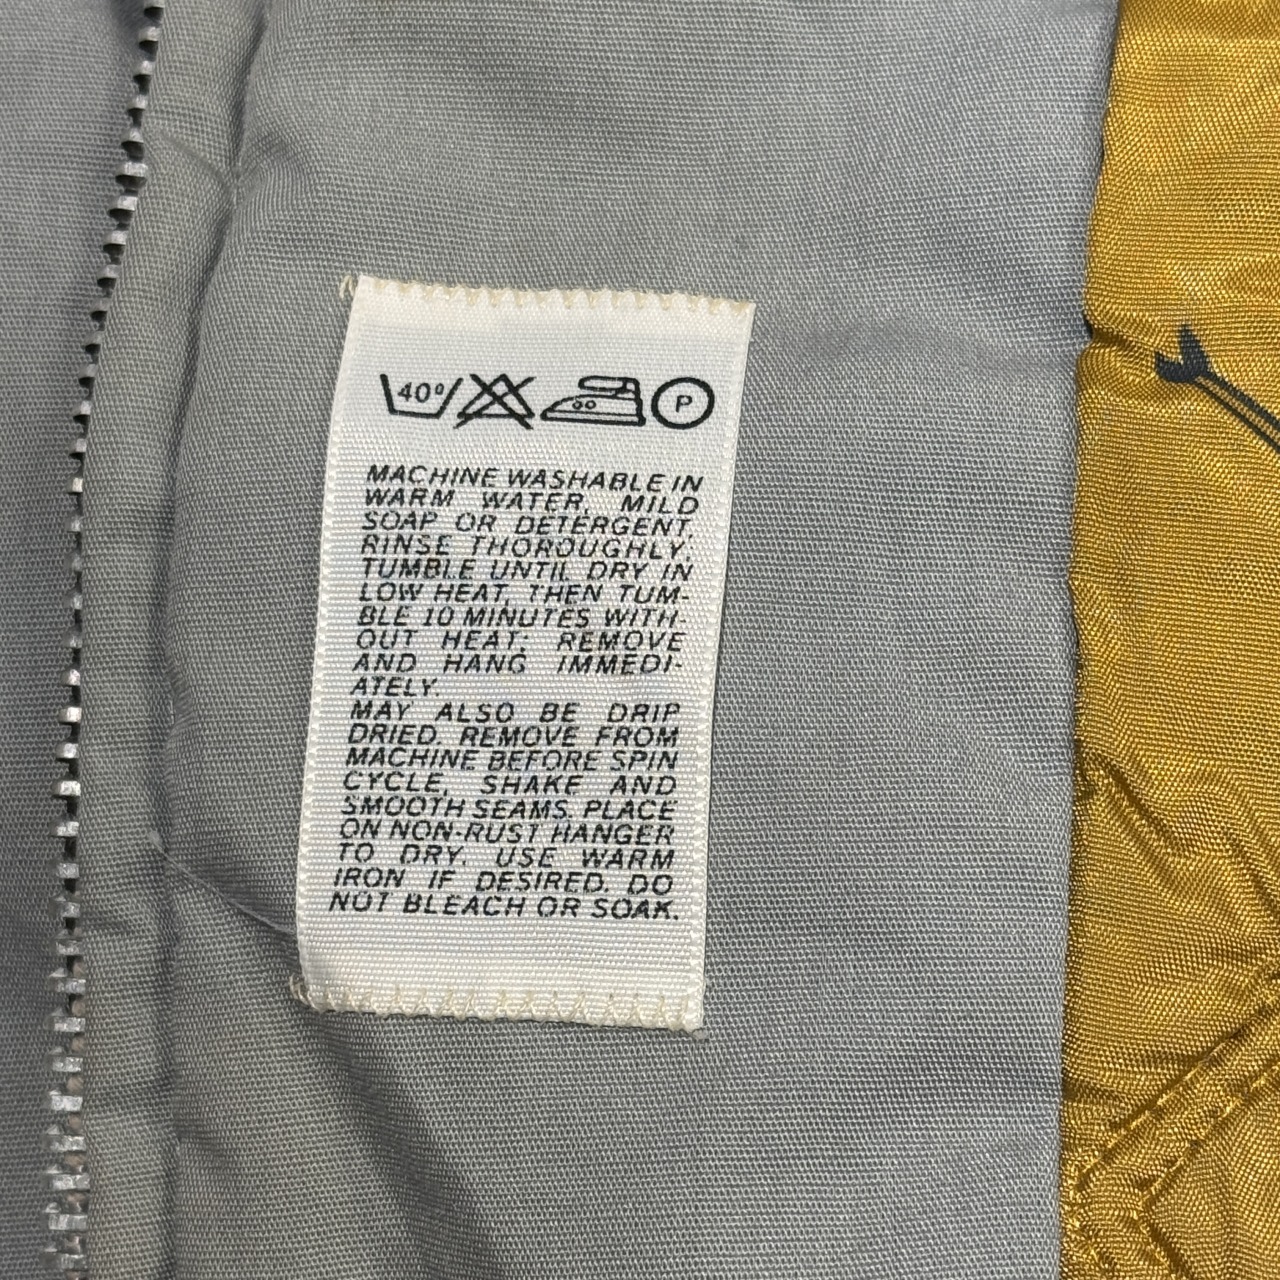 40° P
MACHINE WASHABLE IN
WARM WATER, MILD
SOAP OR DETERGENT,
RINSE THOROUGHLY,
TUMBLE UNTIL DRY IN
LOW HEAT, THEN TUM-
BLE 10 MINUTES WITH-
OUT HEAT; REMOVE
AND HANG IMMEDI-
ATELY.
MAY ALSO BE DRIP
DRIED. REMOVE FROM
MACHINE BEFORE SPIN
CYCLE, SHAKE AND
SMOOTH SEAMS. PLACE
ON NON-RUST HANGER
TO DRY. USE WARM
IRON IF DESIRED. DO
NOT BLEACH OR SOAK.